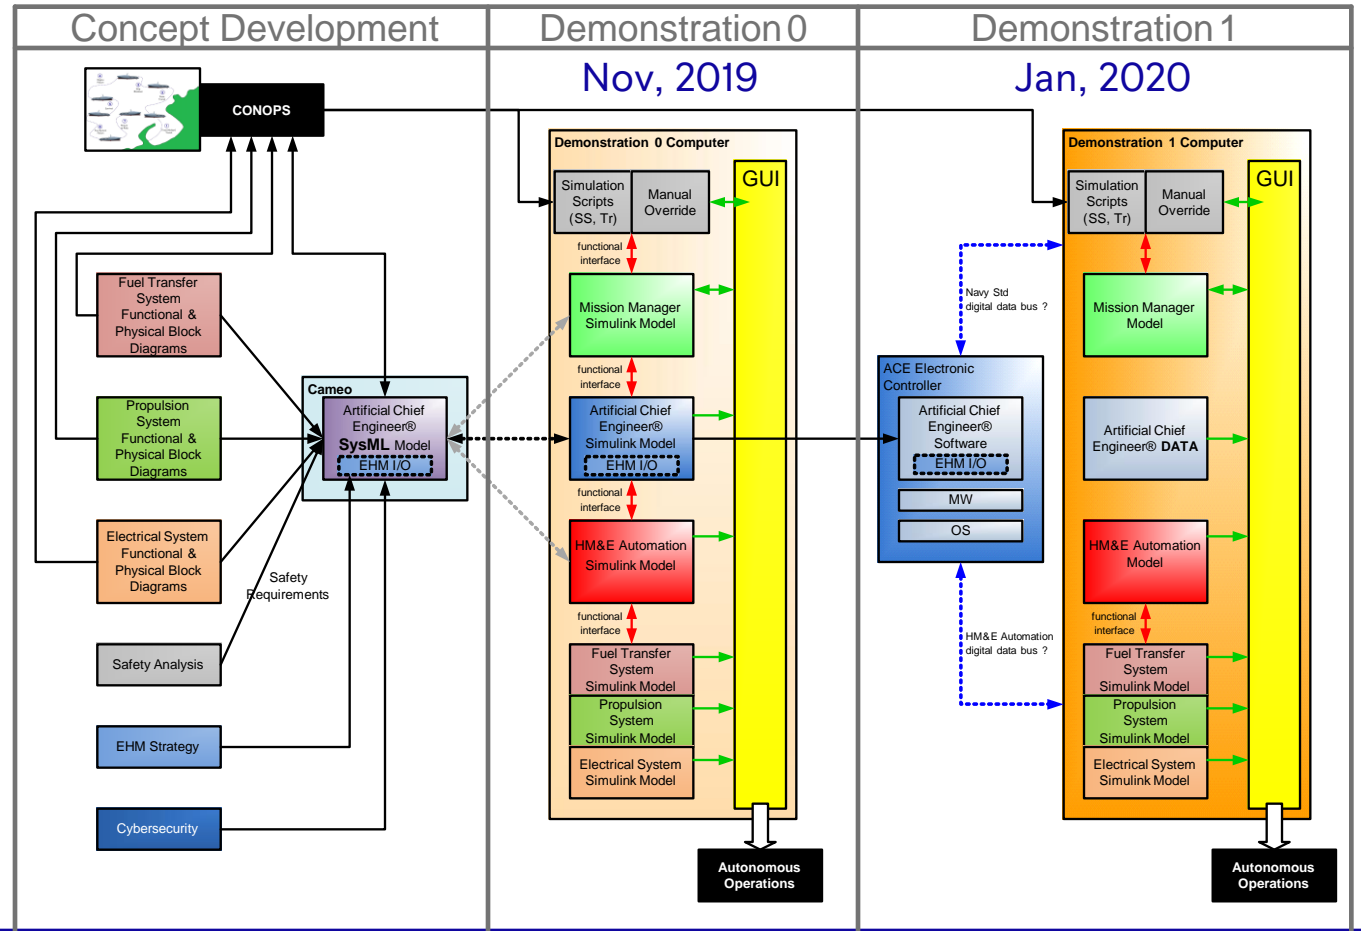 Concept Development
Demonstration 0
Demonstration 1
Nov, 2019
Jan, 2020
CONOPS
Fuel Transfer
System
Functional &
Physical Block
Diagrams
Propulsion
System
Functional &
Physical Block
Diagrams
Electrical System
Functional &
Physical Block
Diagrams
Safety
Requirements
Safety Analysis
EHM Strategy
Cybersecurity
Cameo
Artificial Chief
Engineer®
SysML Model
EHM I/O
Demonstration 0 Computer
Simulation
Scripts
(SS, Tr)
Manual
Override
GUI
functional
interface
Mission Manager
Simulink Model
functional
interface
Artificial Chief
Engineer®
Simulink Model
EHM I/O
functional
interface
HM&E Automation
Simulink Model
functional
interface
Fuel Transfer
System
Simulink Model
Propulsion
System
Simulink Model
Electrical System
Simulink Model
Autonomous
Operations
Navy Std
digital data bus ?
ACE Electronic
Controller
Artificial Chief
Engineer®
Software
EHM I/O
MW
OS
HM&E Automation
digital data bus ?
Demonstration 1 Computer
Simulation
Scripts
(SS, Tr)
Manual
Override
GUI
Mission Manager
Model
Artificial Chief
Engineer® DATA
HM&E Automation
Model
functional
interface
Fuel Transfer
System
Simulink Model
Propulsion
System
Simulink Model
Electrical System
Simulink Model
Autonomous
Operations